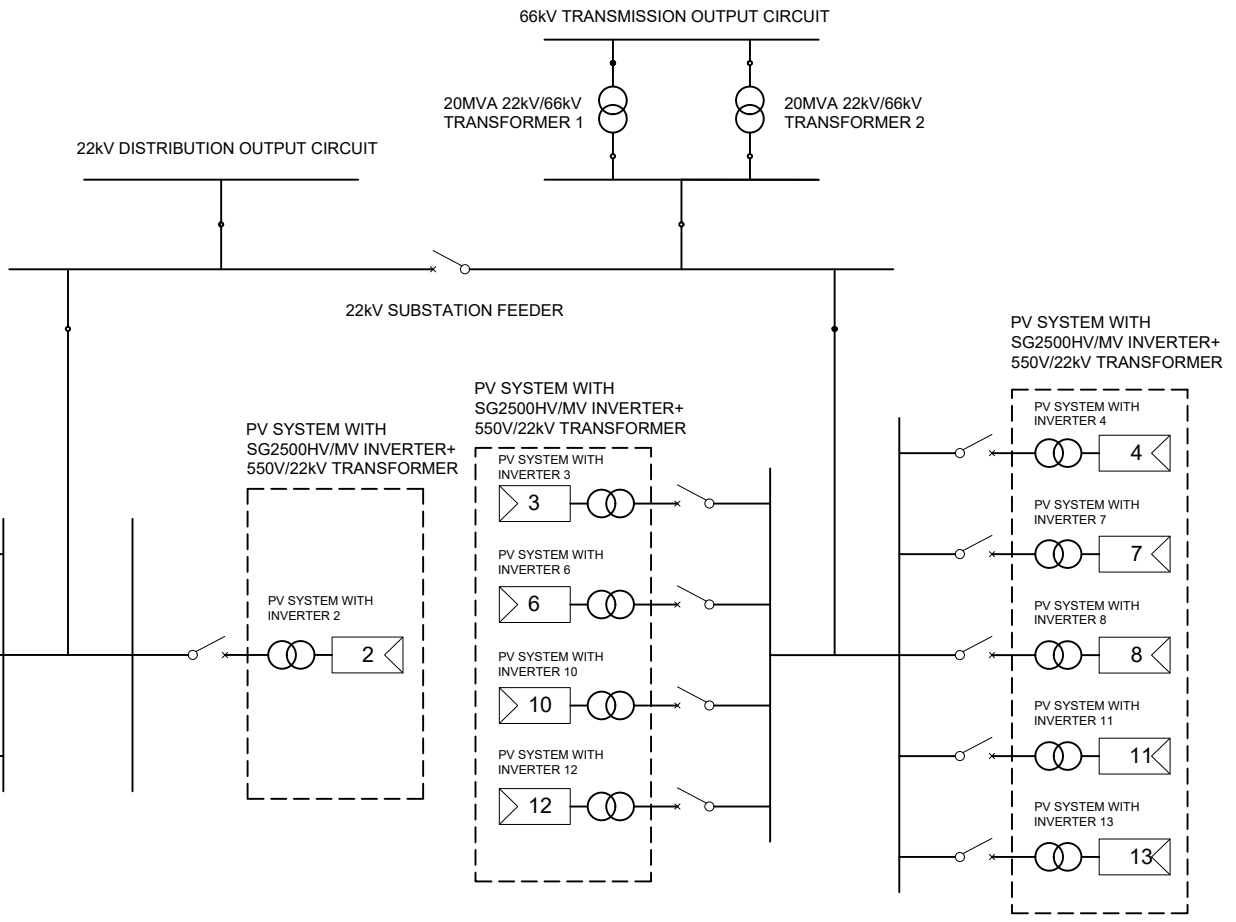 66kV TRANSMISSION OUTPUT CIRCUIT
20MVA 22kV/66kV
TRANSFORMER 1
20MVA 22kV/66kV
TRANSFORMER 2
22kV DISTRIBUTION OUTPUT CIRCUIT
22kV SUBSTATION FEEDER
PV SYSTEM WITH
SG2500HV/MV INVERTER+
550V/22kV TRANSFORMER
PV SYSTEM WITH
INVERTER 2
2
PV SYSTEM WITH
SG2500HV/MV INVERTER+
550V/22kV TRANSFORMER
PV SYSTEM WITH
INVERTER 3
3
PV SYSTEM WITH
INVERTER 6
6
PV SYSTEM WITH
INVERTER 10
10
PV SYSTEM WITH
INVERTER 12
12
PV SYSTEM WITH
SG2500HV/MV INVERTER+
550V/22kV TRANSFORMER
PV SYSTEM WITH
INVERTER 4
4
PV SYSTEM WITH
INVERTER 7
7
PV SYSTEM WITH
INVERTER 8
8
PV SYSTEM WITH
INVERTER 11
11
PV SYSTEM WITH
INVERTER 13
13